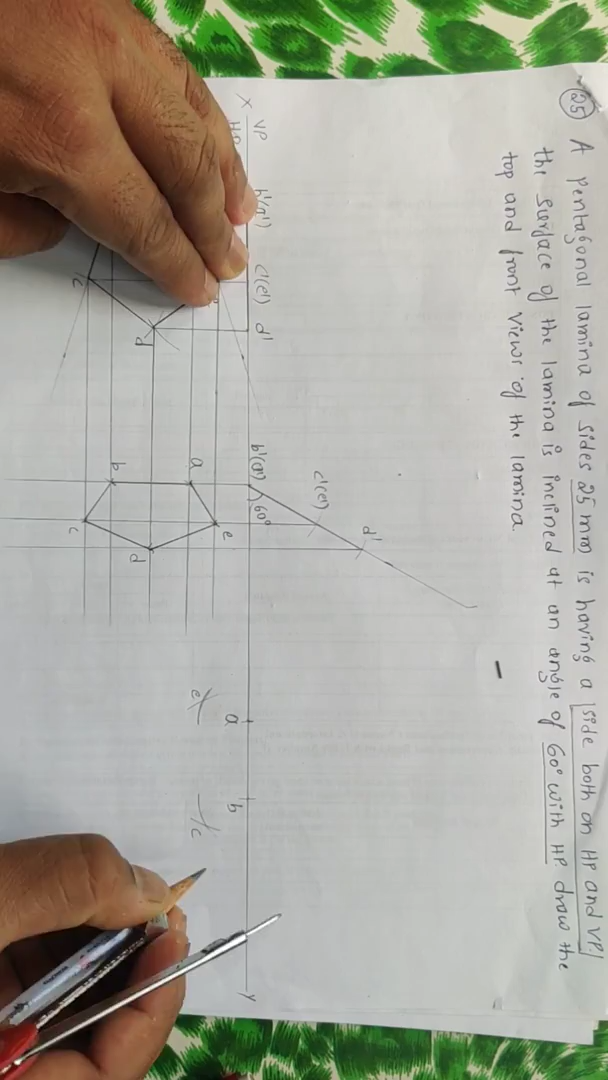 25 A pentagonal lamina of sides 25 mm is having a side both on HP and VP
the surface of the lamina is inclined at an angle of 60° with HP. draw the
top and front views of the lamina.
d'
c'(e') c'(e')
X VP b'(a') d' b'(a') 60° Y
a b
e
e c
a
d d
b
c c